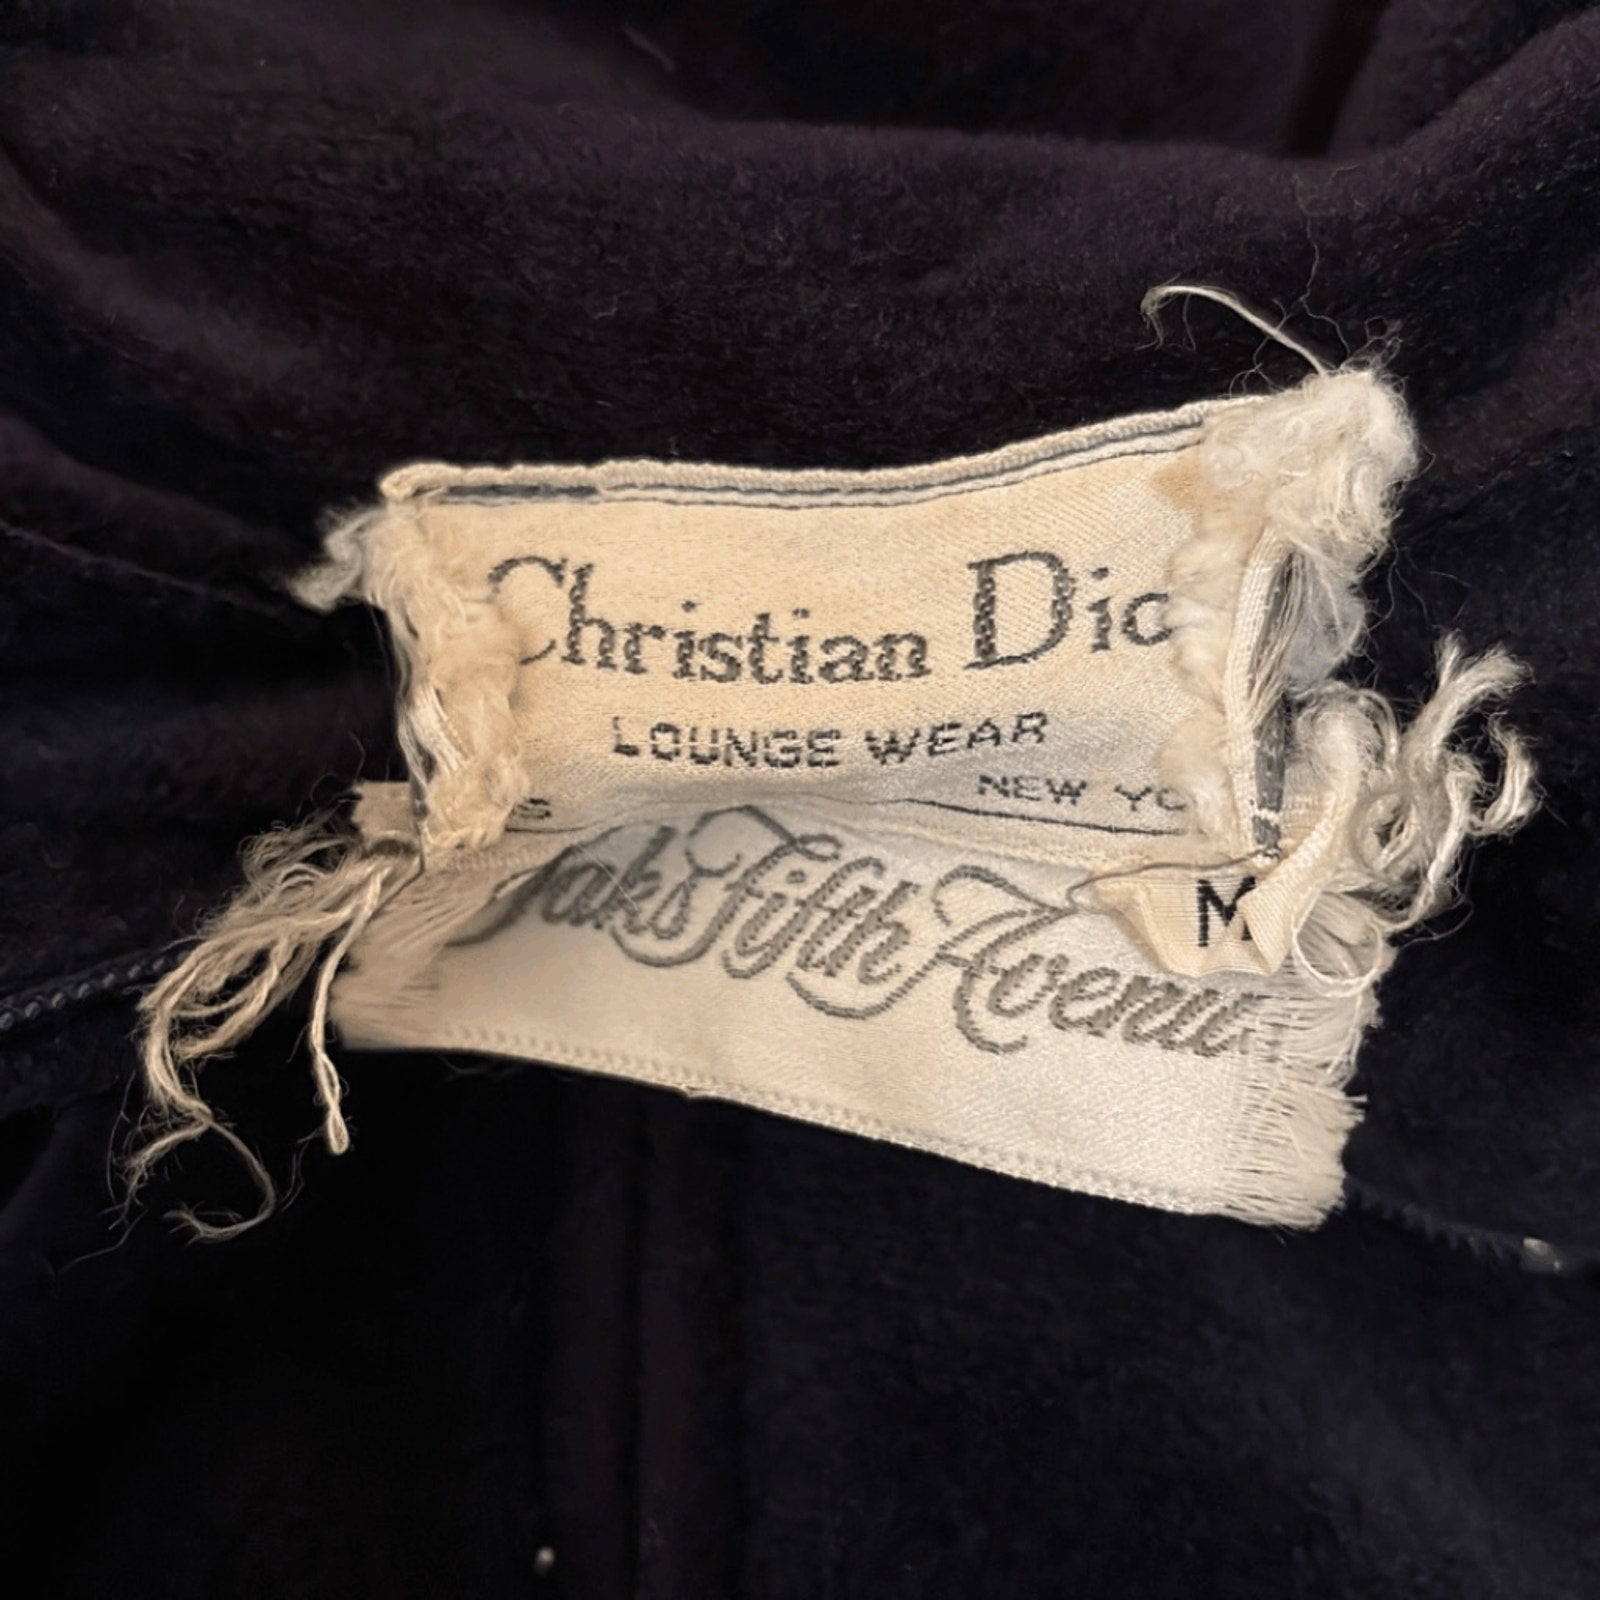 Christian Dio
LOUNGE WEAR
S NEW YO
Saks Fifth Avenue
M